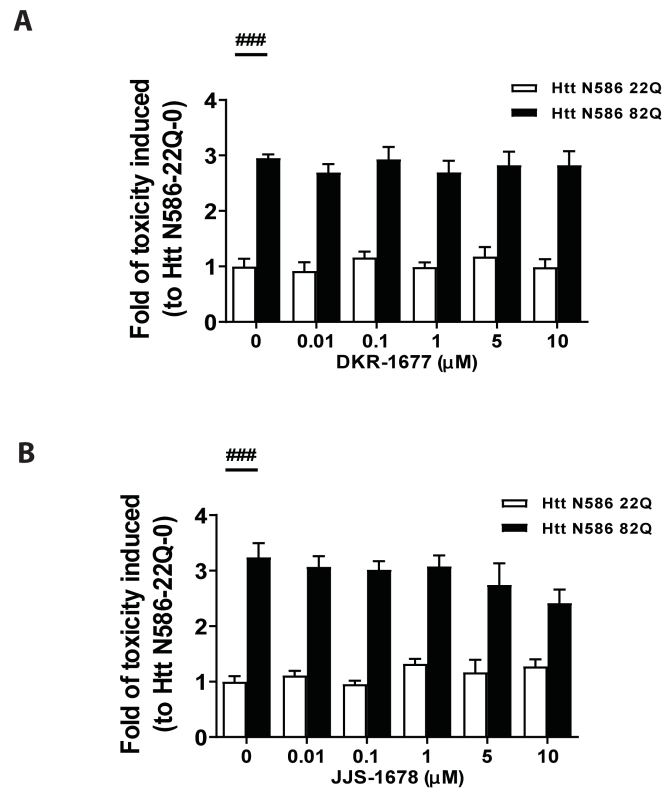 A
###
Htt N586 22Q
Htt N586 82Q
Fold of toxicity induced
(to Htt N586-22Q-0)
4
3
2
1
0
0 0.01 0.1 1 5 10
DKR-1677 (μM)
B
###
Htt N586 22Q
Htt N586 82Q
Fold of toxicity induced
(to Htt N586-22Q-0)
4
3
2
1
0
0 0.01 0.1 1 5 10
JJS-1678 (μM)